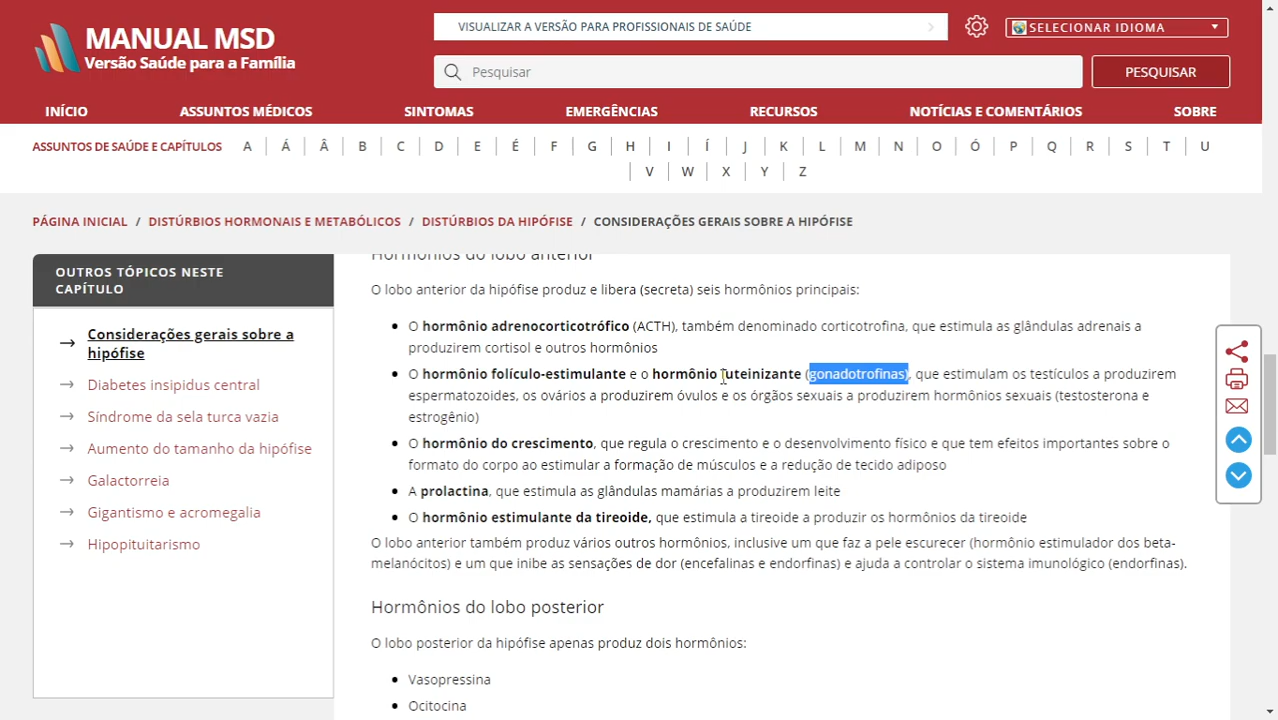 MANUAL MSD
Versão Saúde para a Família
VISUALIZAR A VERSÃO PARA PROFISSIONAIS DE SAÚDE
SELECIONAR IDIOMA
Pesquisar
PESQUISAR
INÍCIO ASSUNTOS MÉDICOS SINTOMAS EMERGÊNCIAS RECURSOS NOTÍCIAS E COMENTÁRIOS SOBRE
ASSUNTOS DE SAÚDE E CAPÍTULOS A Á Â B C D E É F G H I Í J K L M N O Ó P Q R S T U
V W X Y Z
PÁGINA INICIAL / DISTÚRBIOS HORMONAIS E METABÓLICOS / DISTÚRBIOS DA HIPÓFISE / CONSIDERAÇÕES GERAIS SOBRE A HIPÓFISE
OUTROS TÓPICOS NESTE
CAPÍTULO
Considerações gerais sobre a
hipófise
Diabetes insipidus central
Síndrome da sela turca vazia
Aumento do tamanho da hipófise
Galactorreia
Gigantismo e acromegalia
Hipopituitarismo
Hormônios do lobo anterior
O lobo anterior da hipófise produz e libera (secreta) seis hormônios principais:
O hormônio adrenocorticotrófico (ACTH), também denominado corticotrofina, que estimula as glândulas adrenais a
produzirem cortisol e outros hormônios
O hormônio folículo-estimulante e o hormônio luteinizante (gonadotrofinas), que estimulam os testículos a produzirem
espermatozoides, os ovários a produzirem óvulos e os órgãos sexuais a produzirem hormônios sexuais (testosterona e
estrogênio)
O hormônio do crescimento, que regula o crescimento e o desenvolvimento físico e que tem efeitos importantes sobre o
formato do corpo ao estimular a formação de músculos e a redução de tecido adiposo
A prolactina, que estimula as glândulas mamárias a produzirem leite
O hormônio estimulante da tireoide, que estimula a tireoide a produzir os hormônios da tireoide
O lobo anterior também produz vários outros hormônios, inclusive um que faz a pele escurecer (hormônio estimulador dos beta-
melanócitos) e um que inibe as sensações de dor (encefalinas e endorfinas) e ajuda a controlar o sistema imunológico (endorfinas).
Hormônios do lobo posterior
O lobo posterior da hipófise apenas produz dois hormônios:
Vasopressina
Ocitocina